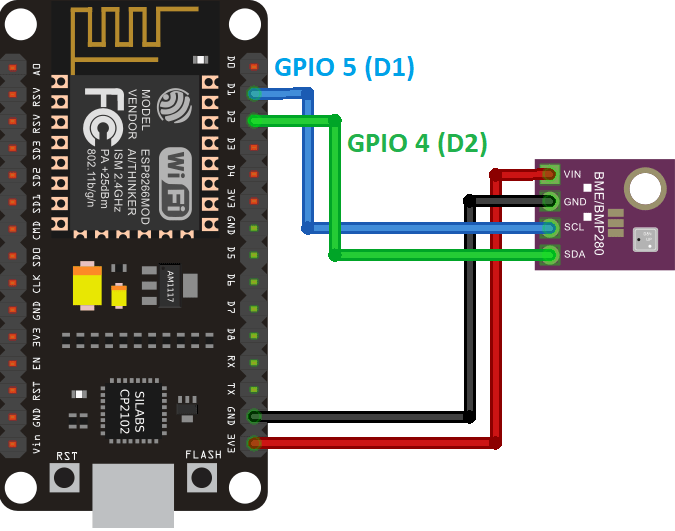 GPIO 5 (D1)
GPIO 4 (D2)
A0
RSV
RSV
SD3
SD2
SD1
CMD
SD0
CLK
GND
3V3
EN
RST
GND
Vin
D0
D1
D2
D3
D4
3V3
GND
D5
D6
D7
D8
RX
TX
GND
3V3
MODEL ESP8266MOD
VENDOR AI/THINKER
ISM 2.4GHz
PA +25dBm
802.11b/g/n
FC
Wi Fi
AM1117
SILABS
CP2102
RST
FLASH
VIN
GND
SCL
SDA
BME/BMP280